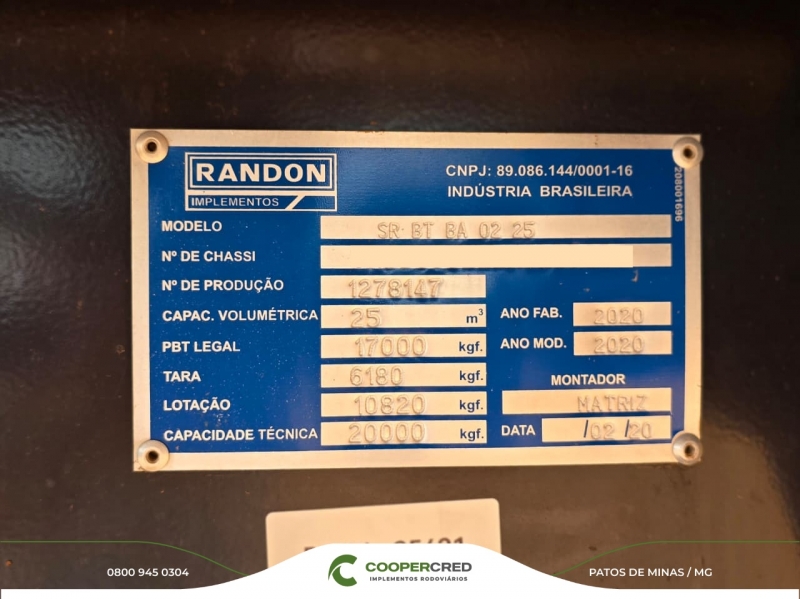 RANDON
IMPLEMENTOS
CNPJ: 89.086.144/0001-16
INDÚSTRIA BRASILEIRA
208001696
MODELO SR BT BA 02 25
Nº DE CHASSI
Nº DE PRODUÇÃO 1278147
CAPAC. VOLUMÉTRICA 25 m³ ANO FAB. 2020
PBT LEGAL 17000 kgf. ANO MOD. 2020
TARA 6180 kgf. MONTADOR
LOTAÇÃO 10820 kgf. MATRIZ
CAPACIDADE TÉCNICA 20000 kgf. DATA /02/20
0800 945 0304
COOPERCRED
IMPLEMENTOS RODOVIÁRIOS
PATOS DE MINAS / MG